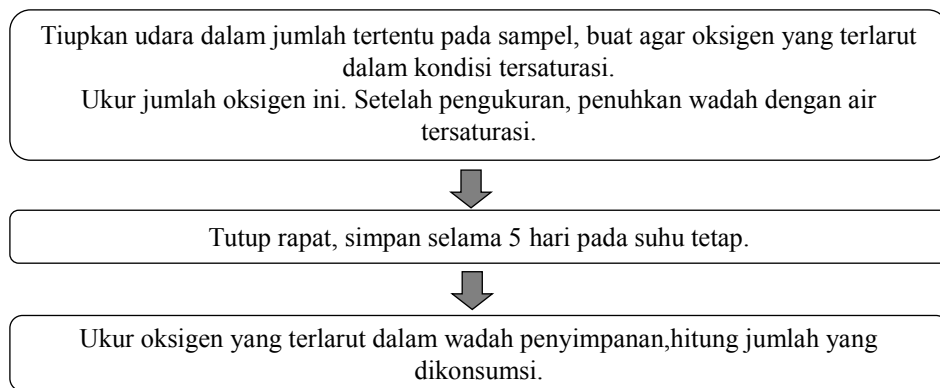 Tiupkan udara dalam jumlah tertentu pada sampel, buat agar oksigen yang terlarut
dalam kondisi tersaturasi.
Ukur jumlah oksigen ini. Setelah pengukuran, penuhkan wadah dengan air
tersaturasi.
Tutup rapat, simpan selama 5 hari pada suhu tetap.
Ukur oksigen yang terlarut dalam wadah penyimpanan,hitung jumlah yang
dikonsumsi.